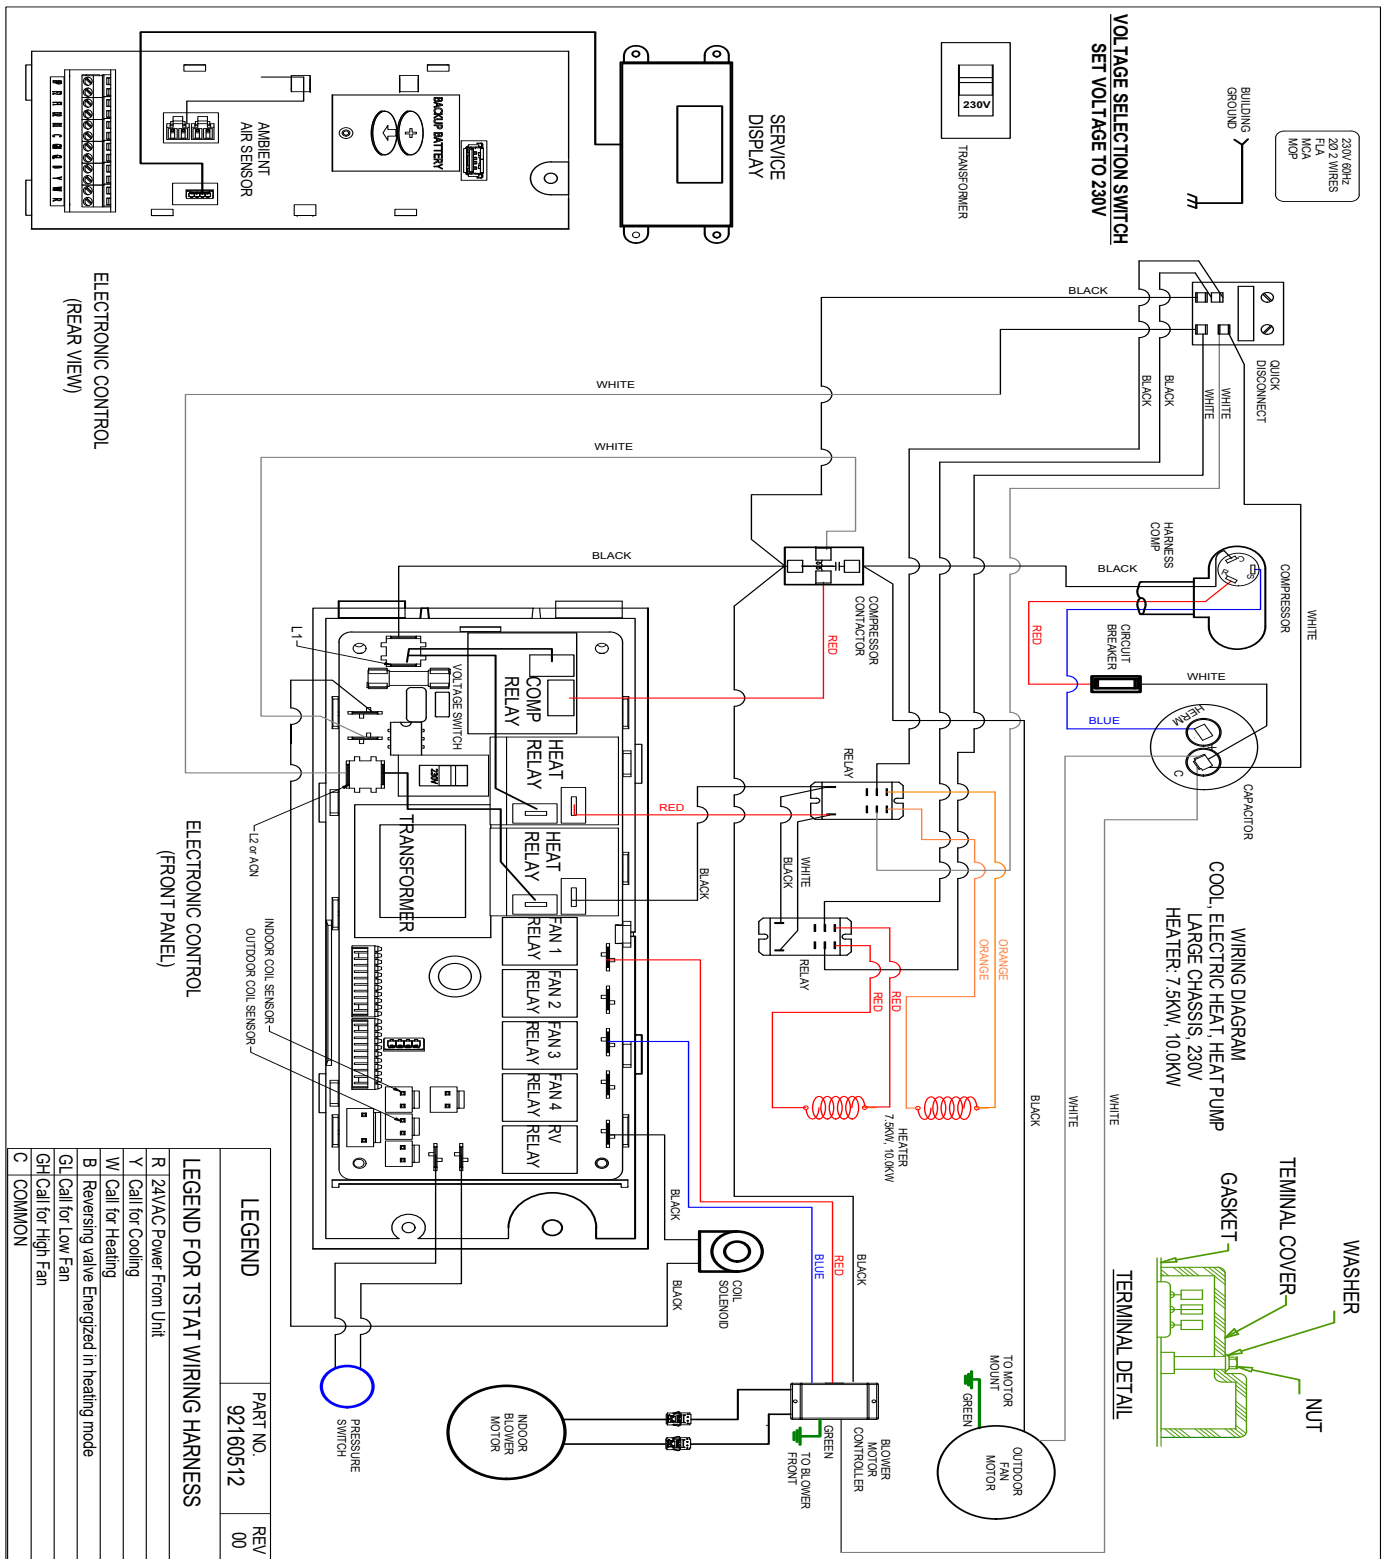 230V 60Hz
2Ø 2 WIRES
FLA
MCA
MOP
BUILDING
GROUND
VOLTAGE SELECTION SWITCH
SET VOLTAGE TO 230V
230V
TRANSFORMER
SERVICE
DISPLAY
BACKUP BATTERY
AMBIENT
AIR SENSOR
ELECTRONIC CONTROL
(REAR VIEW)
QUICK
DISCONNECT
BLACK
WHITE
WHITE
BLACK
BLACK
WHITE
WHITE
HARNESS
COMP
COMPRESSOR
C
S
R
WHITE
BLACK
BLACK
COMPRESSOR
CONTACTOR
RED
RED
CIRCUIT
BREAKER
WHITE
BLUE
HERM
C
CAPACITOR
L1
VOLTAGE SWITCH
COMP
RELAY
HEAT
RELAY
HEAT
RELAY
230V
TRANSFORMER
L2 or ACN
FAN 1
RELAY
FAN 2
RELAY
FAN 3
RELAY
FAN 4
RELAY
RV
RELAY
ELECTRONIC CONTROL
(FRONT PANEL)
INDOOR COIL SENSOR
OUTDOOR COIL SENSOR
RELAY
RED
BLACK
WHITE
BLACK
RELAY
ORANGE
ORANGE
RED
RED
HEATER
7.5KW, 10.0KW
WIRING DIAGRAM
COOL, ELECTRIC HEAT, HEAT PUMP
LARGE CHASSIS, 230V
HEATER: 7.5KW, 10.0KW
BLACK
WHITE
WHITE
TEMINAL COVER
GASKET
WASHER
NUT
TERMINAL DETAIL
BLACK
BLACK
COIL
SOLENOID
BLUE
RED
BLACK
PRESSURE
SWITCH
INDOOR
BLOWER
MOTOR
GREEN
TO BLOWER
FRONT
BLOWER
MOTOR
CONTROLLER
TO MOTOR
MOUNT
GREEN
OUTDOOR
FAN
MOTOR
LEGEND
PART NO.
92160512
REV
00
LEGEND FOR TSTAT WIRING HARNESS
R 24VAC Power From Unit
Y Call for Cooling
W Call for Heating
B Reversing valve Energized in heating mode
GL Call for Low Fan
GH Call for High Fan
C COMMON